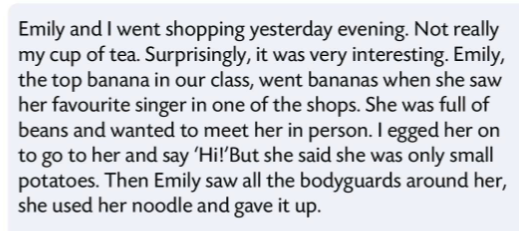 Emily and I went shopping yesterday evening. Not really
my cup of tea. Surprisingly, it was very interesting. Emily,
the top banana in our class, went bananas when she saw
her favourite singer in one of the shops. She was full of
beans and wanted to meet her in person. I egged her on
to go to her and say ‘Hi!’But she said she was only small
potatoes. Then Emily saw all the bodyguards around her,
she used her noodle and gave it up.